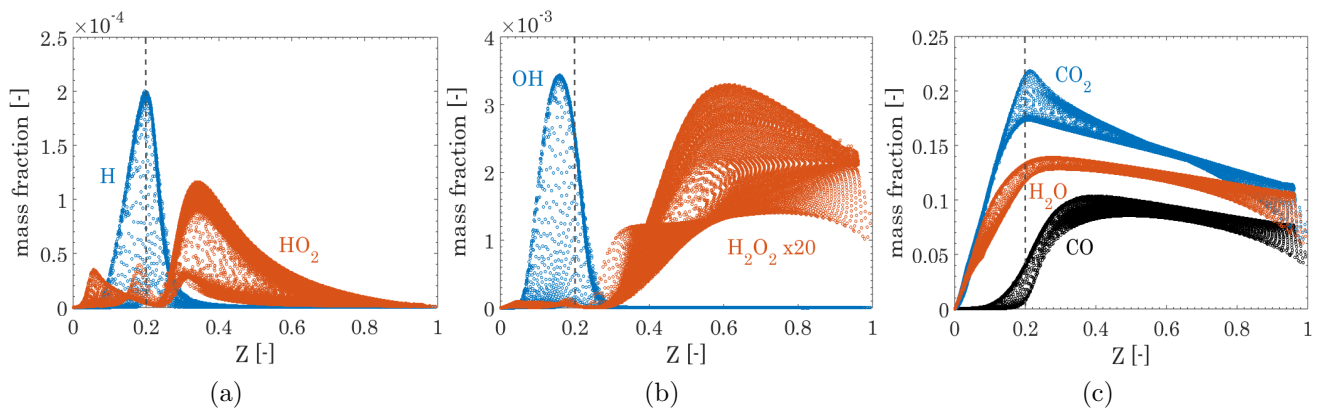 ×10⁻⁴
2.5
2
1.5
1
0.5
0
mass fraction [-]
H
HO₂
0 0.2 0.4 0.6 0.8 1
Z [-]
(a)
×10⁻³
4
3
2
1
0
mass fraction [-]
OH
H₂O₂ x20
0 0.2 0.4 0.6 0.8 1
Z [-]
(b)
0.25
0.20
0.15
0.10
0.05
0
mass fraction [-]
CO₂
H₂O
CO
0 0.2 0.4 0.6 0.8 1
Z [-]
(c)